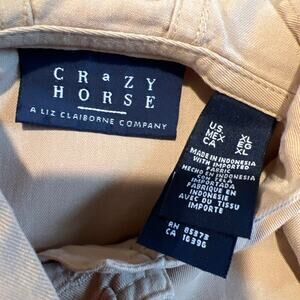 CRaZY
HORSE
A LIZ CLAIBORNE COMPANY
US XL
MEX EG
CA XL
MADE IN INDONESIA
WITH IMPORTED
FABRIC
HECHO EN INDONESIA
CON TELA
IMPORTADA
FABRIQUE EN
INDONESIE
AVEC DU TISSU
IMPORTE
RN 85373
CA 16396